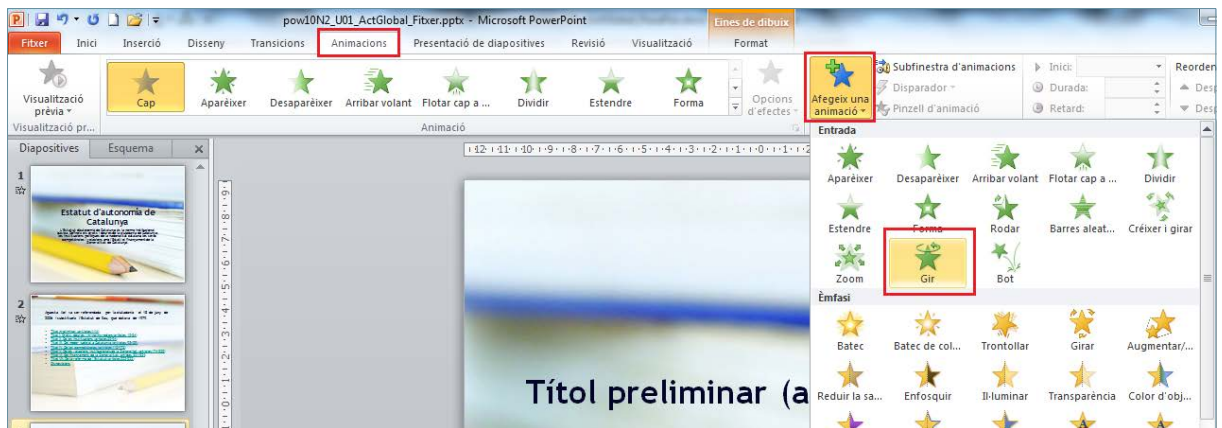 pow10N2_U01_ActGlobal_Fitxer.pptx - Microsoft PowerPoint
Eines de dibuix
Fitxer Inici Inserció Disseny Transicions Animacions Presentació de diapositives Revisió Visualització Format
Visualització prèvia
Visualització pr...
Cap Aparèixer Desaparèixer Arribar volant Flotar cap a ... Dividir Estendre Forma
Opcions d'efectes
Animació
Afegeix una animació
Subfinestra d'animacions
Disparador
Pinzell d'animació
Inici:
Durada:
Retard:
Reorden
Desp
Desp
Diapositives Esquema
1
Estatut d'autonomia de
Catalunya
2
Entrada
Aparèixer Desaparèixer Arribar volant Flotar cap a ... Dividir
Estendre Forma Rodar Barres aleat... Créixer i girar
Zoom Gir Bot
Èmfasi
Batec Batec de col... Trontollar Girar Augmentar/...
Reduir la sa... Enfosquir Il·luminar Transparència Color d'obj...
Títol preliminar (a